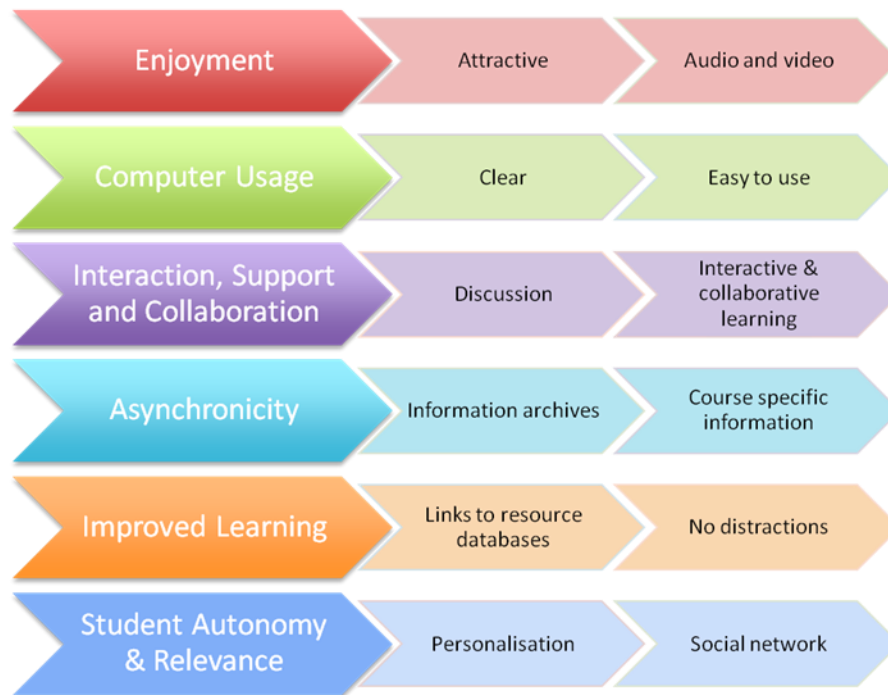 Enjoyment
Attractive
Audio and video
Computer Usage
Clear
Easy to use
Interaction, Support
and Collaboration
Discussion
Interactive &
collaborative
learning
Asynchronicity
Information archives
Course specific
information
Improved Learning
Links to resource
databases
No distractions
Student Autonomy
& Relevance
Personalisation
Social network